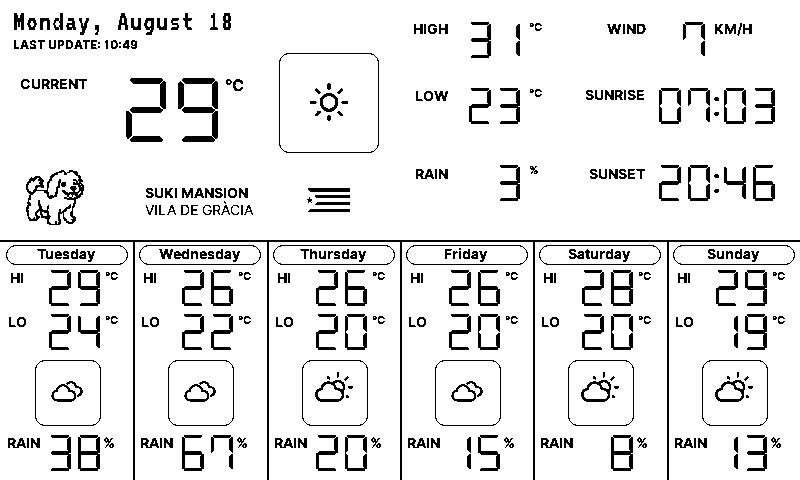 Monday, August 18
LAST UPDATE: 10:49
CURRENT 29 °C
HIGH 31 °C
WIND 7 KM/H
LOW 23 °C
SUNRISE 07:03
RAIN 3 %
SUNSET 20:46
SUKI MANSION
VILA DE GRÀCIA
Tuesday
HI 29 °C
LO 24 °C
RAIN 38 %
Wednesday
HI 26 °C
LO 22 °C
RAIN 67 %
Thursday
HI 26 °C
LO 20 °C
RAIN 20 %
Friday
HI 26 °C
LO 20 °C
RAIN 15 %
Saturday
HI 28 °C
LO 20 °C
RAIN 8 %
Sunday
HI 29 °C
LO 19 °C
RAIN 13 %